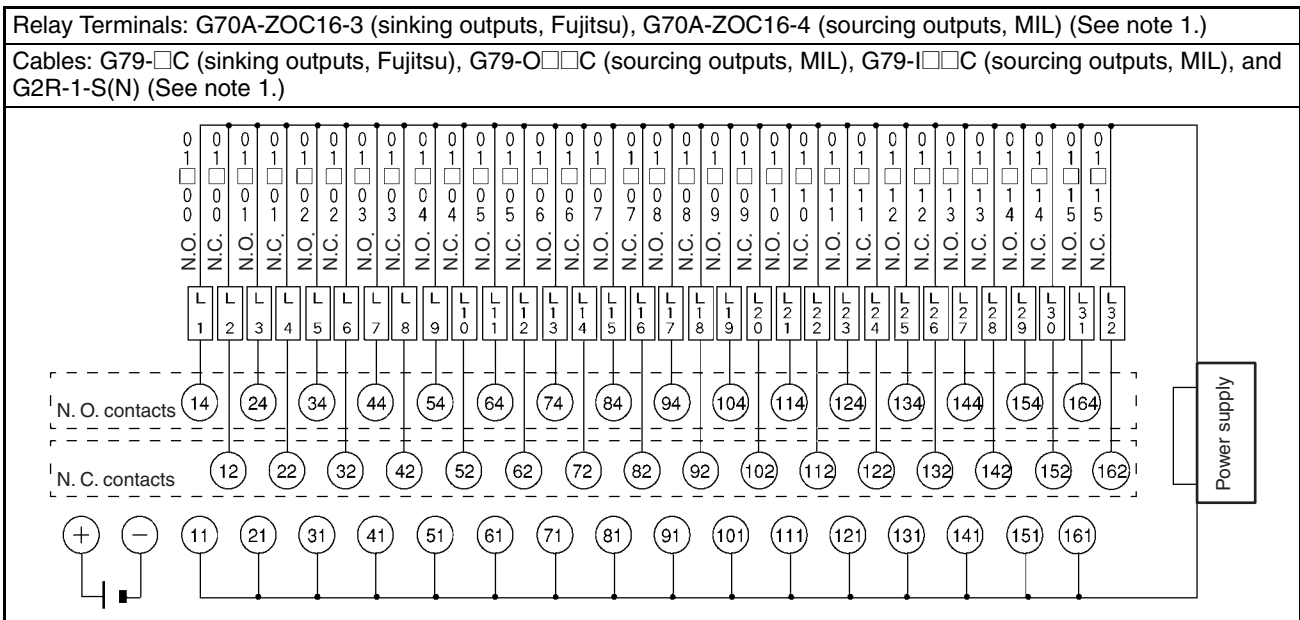 Relay Terminals: G70A-ZOC16-3 (sinking outputs, Fujitsu), G70A-ZOC16-4 (sourcing outputs, MIL) (See note 1.)
Cables: G79-□C (sinking outputs, Fujitsu), G79-O□□C (sourcing outputs, MIL), G79-I□□C (sourcing outputs, MIL), and
G2R-1-S(N) (See note 1.)
01□00 01□00 01□01 01□01 01□02 01□02 01□03 01□03 01□04 01□04 01□05 01□05 01□06 01□06 01□07 01□07 01□08 01□08 01□09 01□09 01□10 01□10 01□11 01□11 01□12 01□12 01□13 01□13 01□14 01□14 01□15 01□15
N.O. N.C. N.O. N.C. N.O. N.C. N.O. N.C. N.O. N.C. N.O. N.C. N.O. N.C. N.O. N.C. N.O. N.C. N.O. N.C. N.O. N.C. N.O. N.C. N.O. N.C. N.O. N.C. N.O. N.C. N.O. N.C.
L1 L2 L3 L4 L5 L6 L7 L8 L9 L10 L11 L12 L13 L14 L15 L16 L17 L18 L19 L20 L21 L22 L23 L24 L25 L26 L27 L28 L29 L30 L31 L32
N. O. contacts 14 24 34 44 54 64 74 84 94 104 114 124 134 144 154 164
Power supply
N. C. contacts 12 22 32 42 52 62 72 82 92 102 112 122 132 142 152 162
+ − 11 21 31 41 51 61 71 81 91 101 111 121 131 141 151 161